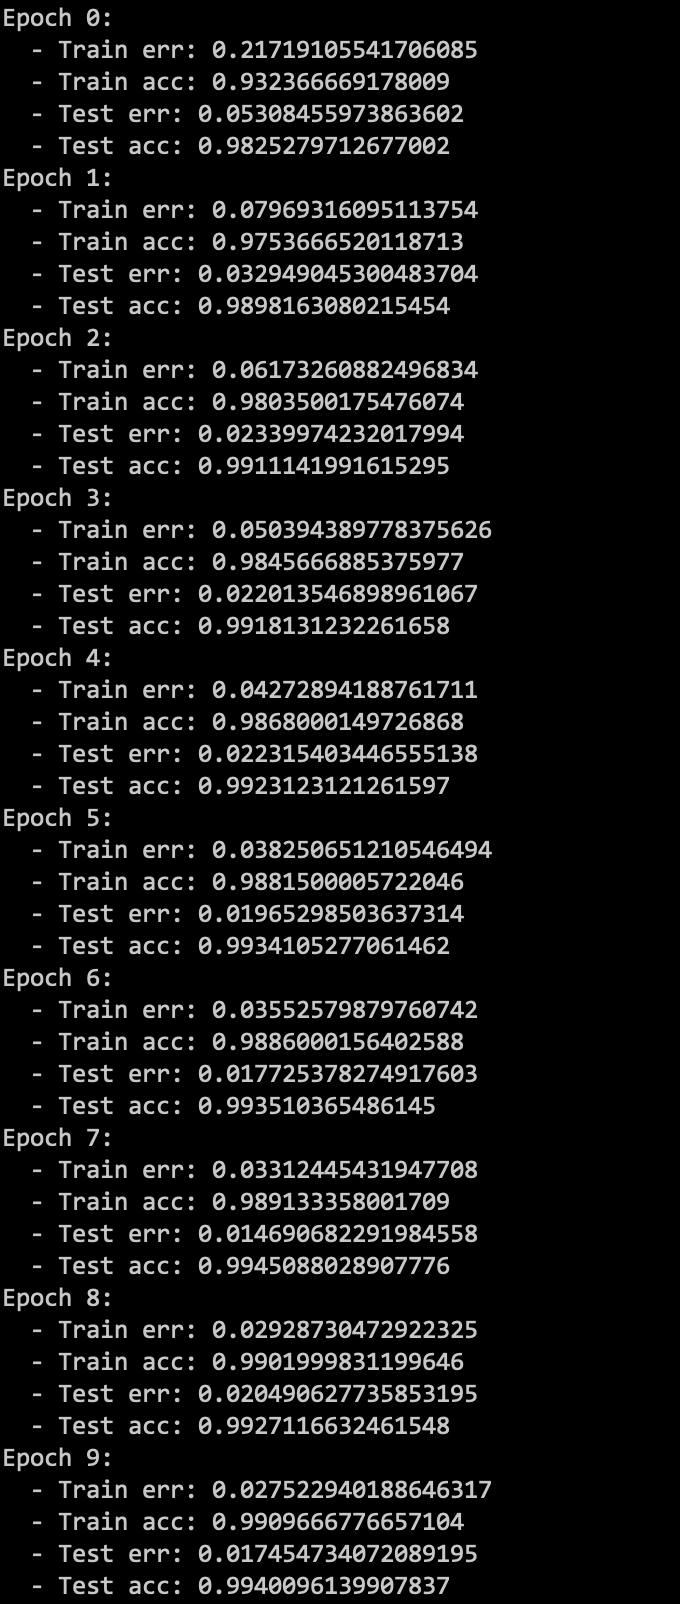 Epoch 0:
- Train err: 0.21719105541706085
- Train acc: 0.932366669178009
- Test err: 0.05308455973863602
- Test acc: 0.9825279712677002
Epoch 1:
- Train err: 0.07969316095113754
- Train acc: 0.9753666520118713
- Test err: 0.032949045300483704
- Test acc: 0.9898163080215454
Epoch 2:
- Train err: 0.06173260882496834
- Train acc: 0.9803500175476074
- Test err: 0.02339974232017994
- Test acc: 0.9911141991615295
Epoch 3:
- Train err: 0.050394389778375626
- Train acc: 0.9845666885375977
- Test err: 0.022013546898961067
- Test acc: 0.9918131232261658
Epoch 4:
- Train err: 0.04272894188761711
- Train acc: 0.9868000149726868
- Test err: 0.022315403446555138
- Test acc: 0.9923123121261597
Epoch 5:
- Train err: 0.038250651210546494
- Train acc: 0.9881500005722046
- Test err: 0.01965298503637314
- Test acc: 0.9934105277061462
Epoch 6:
- Train err: 0.03552579879760742
- Train acc: 0.9886000156402588
- Test err: 0.017725378274917603
- Test acc: 0.993510365486145
Epoch 7:
- Train err: 0.03312445431947708
- Train acc: 0.989133358001709
- Test err: 0.014690682291984558
- Test acc: 0.9945088028907776
Epoch 8:
- Train err: 0.02928730472922325
- Train acc: 0.9901999831199646
- Test err: 0.020490627735853195
- Test acc: 0.9927116632461548
Epoch 9:
- Train err: 0.027522940188646317
- Train acc: 0.9909666776657104
- Test err: 0.017454734072089195
- Test acc: 0.9940096139907837